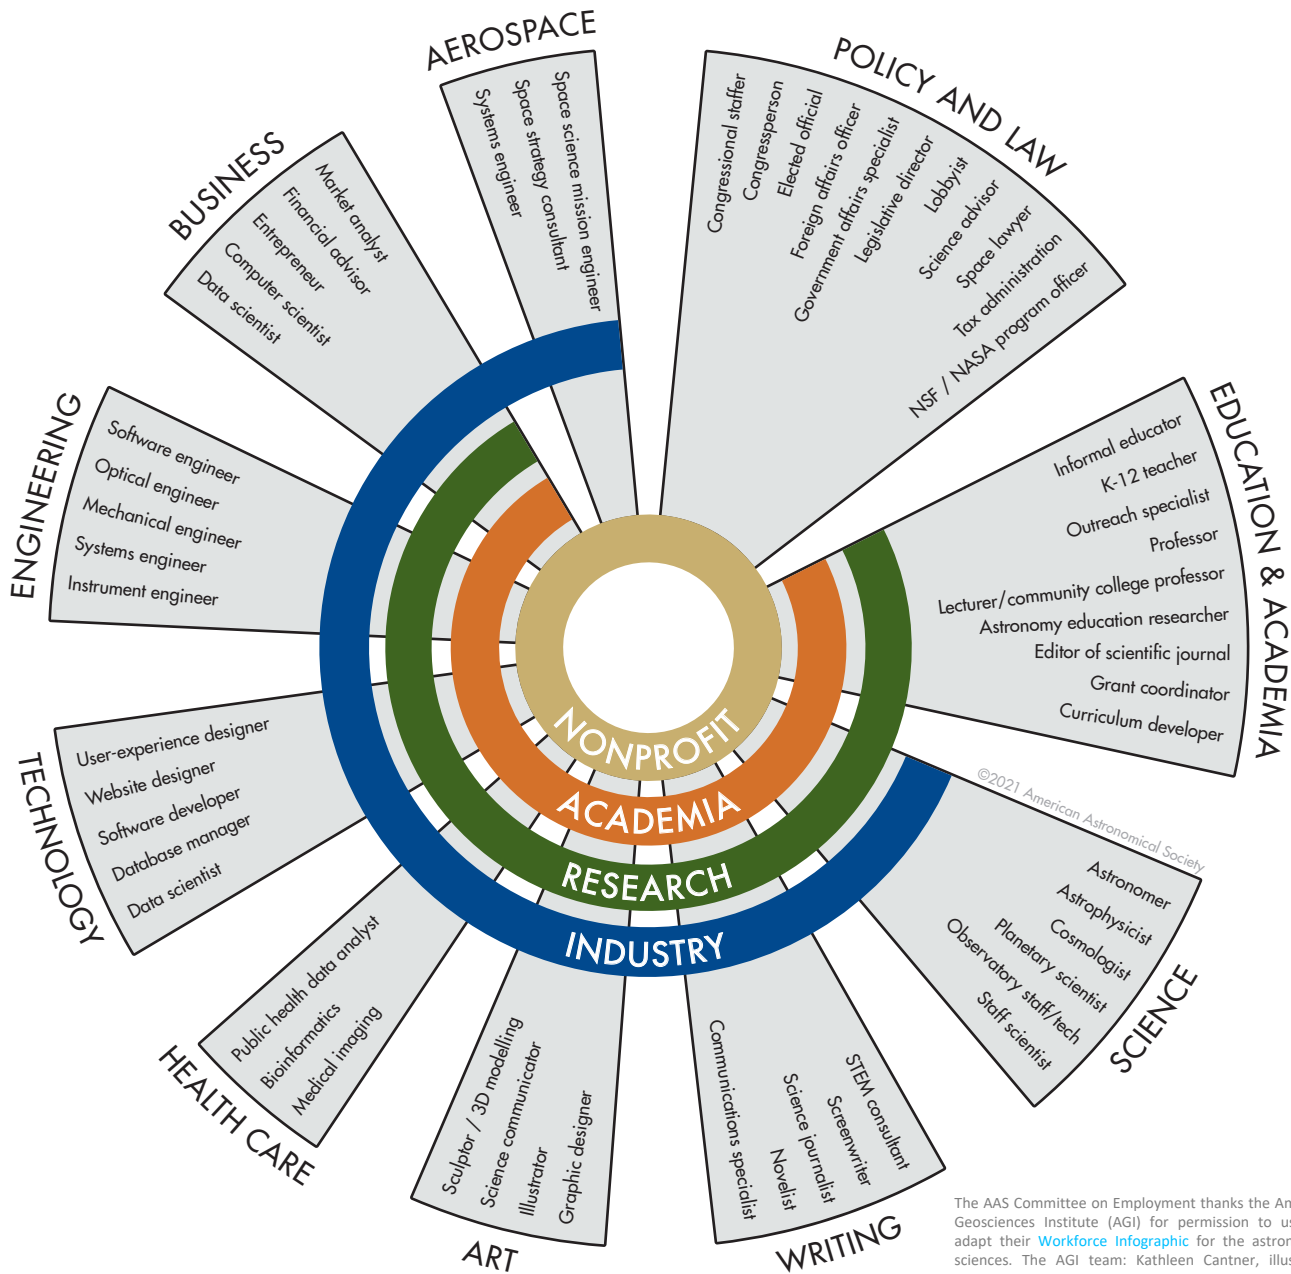 AEROSPACE
Systems engineer
Space strategy consultant
Space science mission engineer
POLICY AND LAW
Congressional staffer
Congressperson
Elected official
Foreign affairs officer
Government affairs specialist
Legislative director
Lobbyist
Science advisor
Space lawyer
Tax administration
NSF / NASA program officer
EDUCATION & ACADEMIA
Informal educator
K-12 teacher
Outreach specialist
Professor
Lecturer/community college professor
Astronomy education researcher
Editor of scientific journal
Grant coordinator
Curriculum developer
©2021 American Astronomical Society
SCIENCE
Astronomer
Astrophysicist
Cosmologist
Planetary scientist
Observatory staff/tech
Staff scientist
WRITING
STEM consultant
Screenwriter
Science journalist
Novelist
Communications specialist
ART
Graphic designer
Illustrator
Science communicator
Sculptor / 3D modelling
HEALTH CARE
Medical imaging
Bioinformatics
Public health data analyst
TECHNOLOGY
User-experience designer
Website designer
Software developer
Database manager
Data scientist
ENGINEERING
Software engineer
Optical engineer
Mechanical engineer
Systems engineer
Instrument engineer
BUSINESS
Market analyst
Financial advisor
Entrepreneur
Computer scientist
Data scientist
NONPROFIT
ACADEMIA
RESEARCH
INDUSTRY
The AAS Committee on Employment thanks the
Geosciences Institute (AGI) for permission to
adapt their Workforce Infographic for the
sciences. The AGI team: Kathleen Cantner,